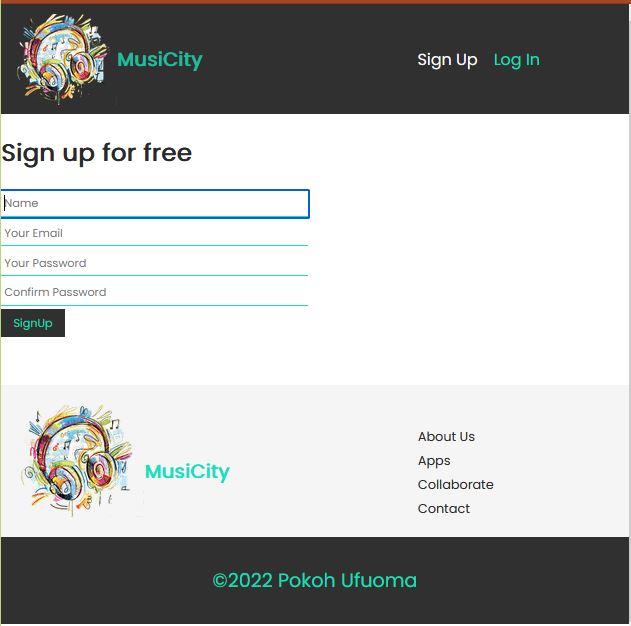 MusiCity
Sign Up Log In
Sign up for free
Name
Your Email
Your Password
Confirm Password
SignUp
MusiCity
About Us
Apps
Collaborate
Contact
©2022 Pokoh Ufuoma